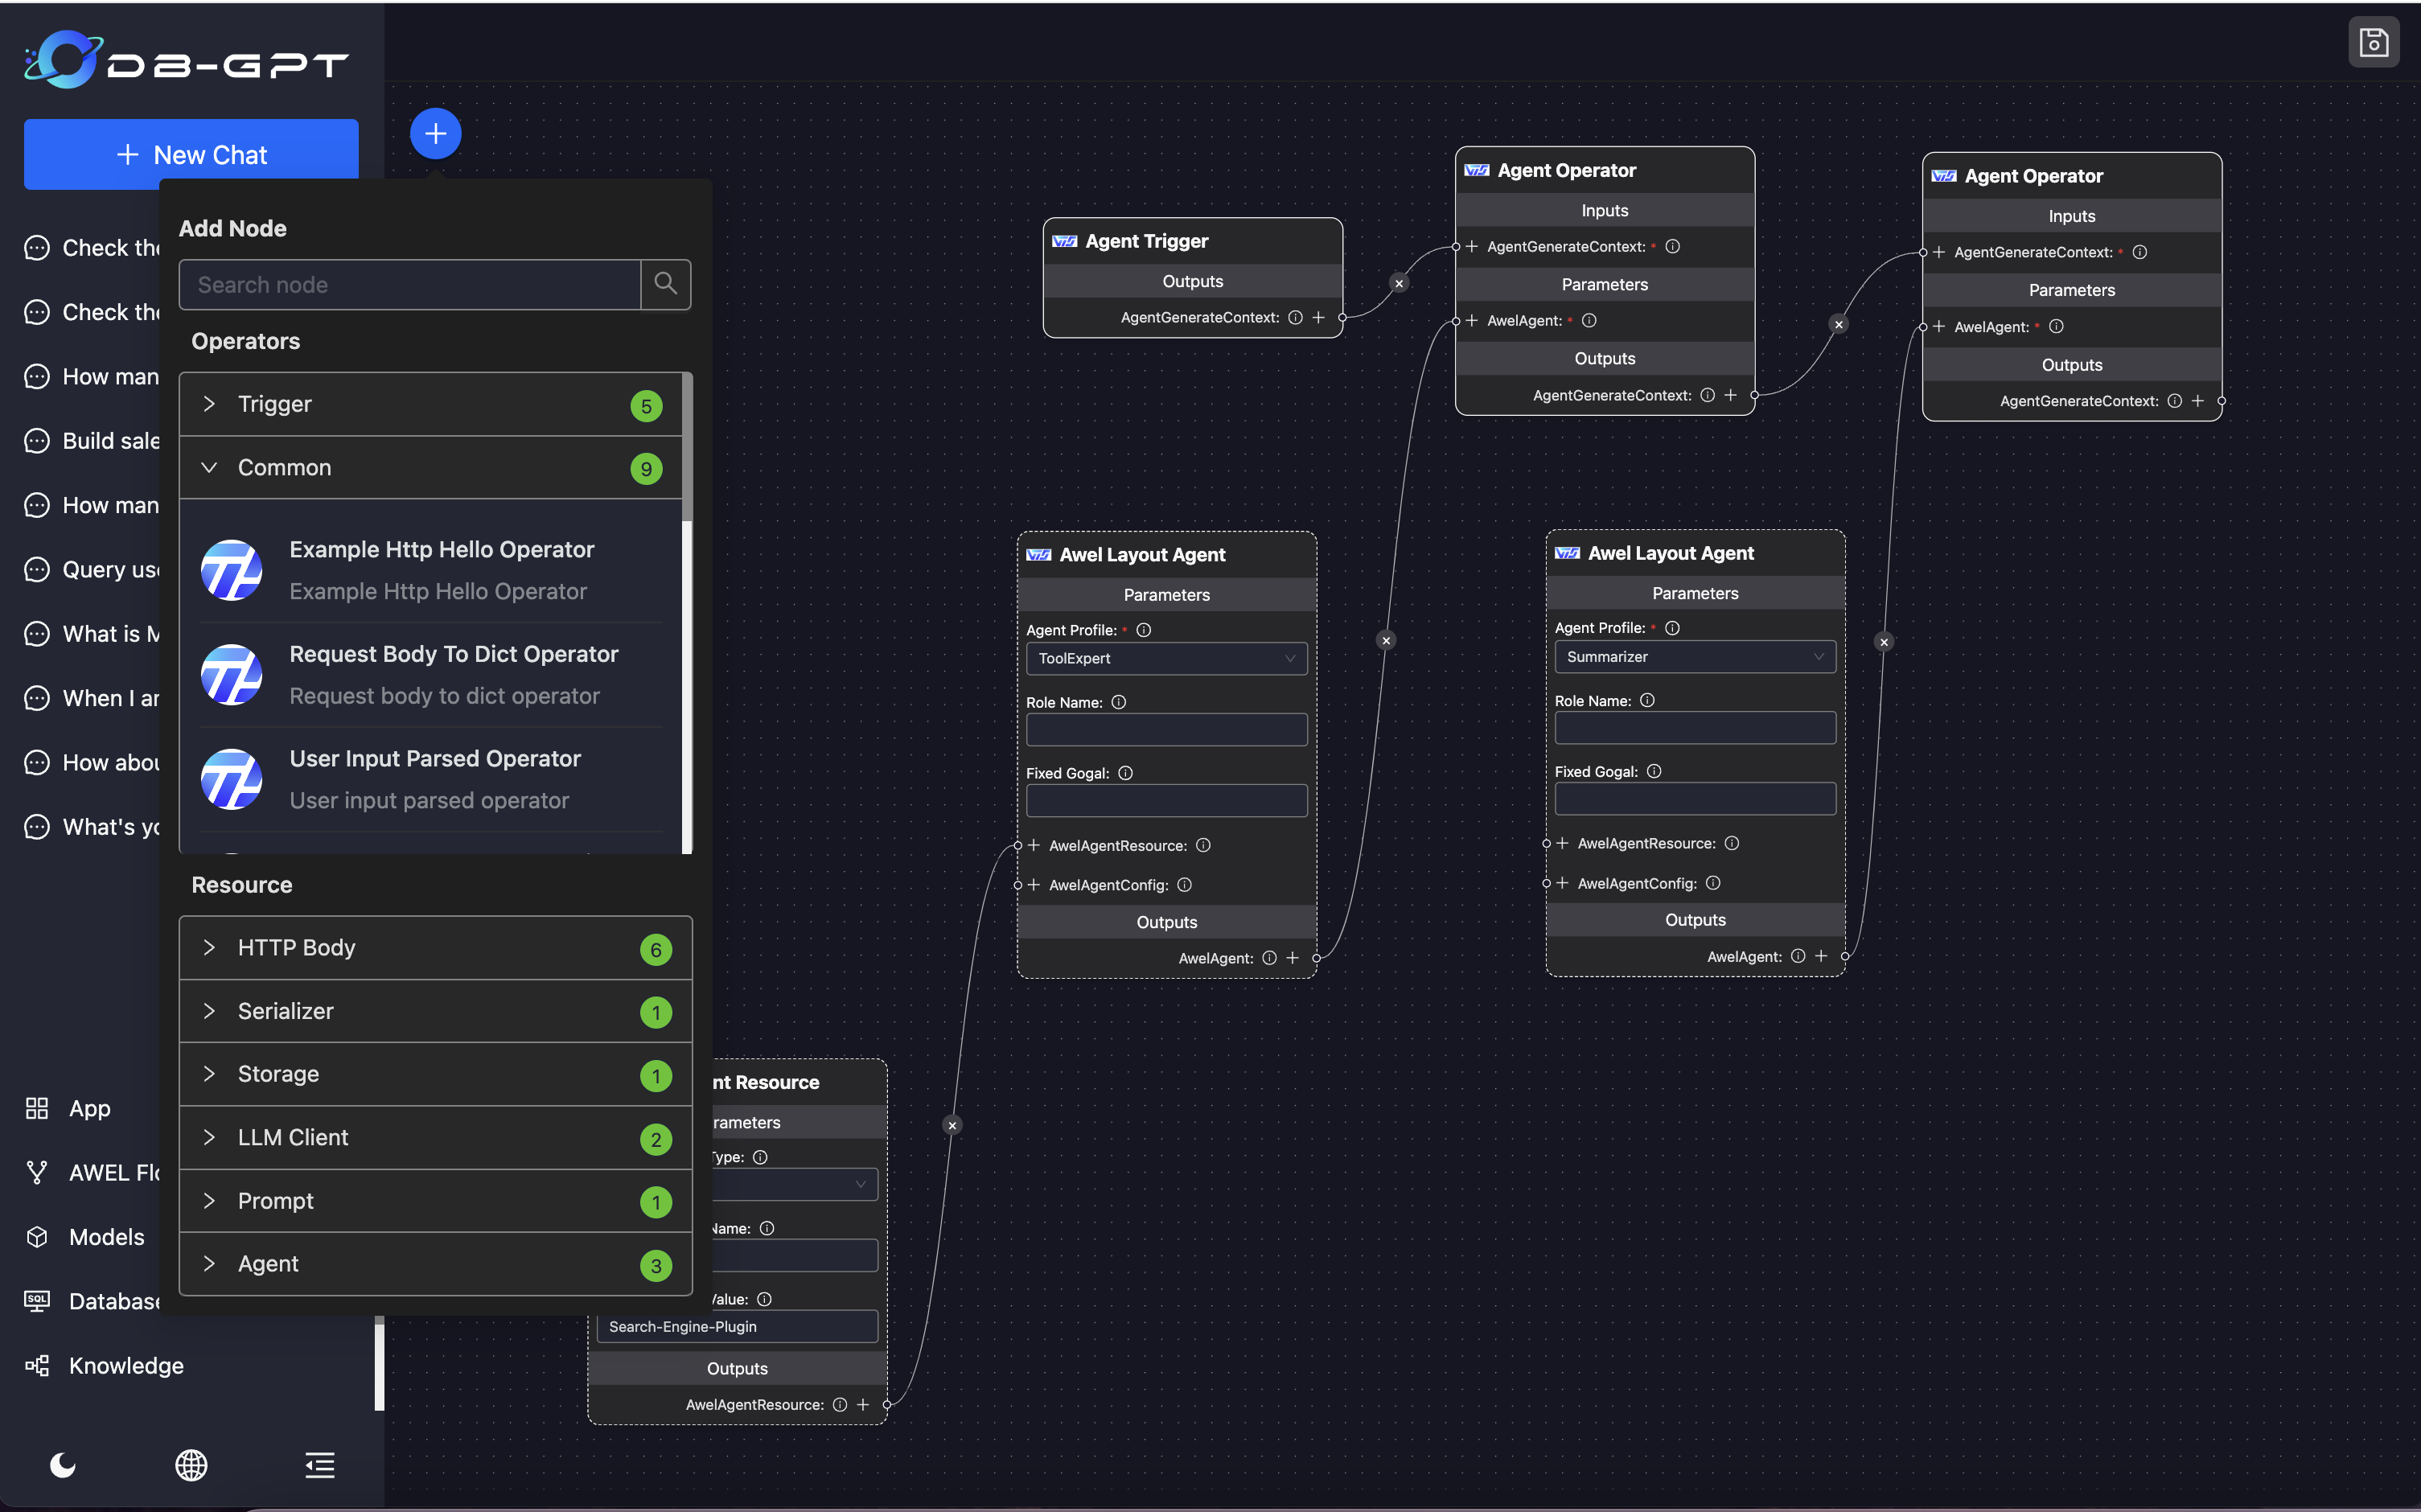 DB-GPT
+ New Chat
Check the
Check the
How man
Build sale
How man
Query use
What is M
When I ar
How abou
What's yo
App
AWEL Flo
Models
Database
Knowledge
Add Node
Search node
Operators
Trigger 5
Common 9
Example Http Hello Operator
Example Http Hello Operator
Request Body To Dict Operator
Request body to dict operator
User Input Parsed Operator
User input parsed operator
Resource
HTTP Body 6
Serializer 1
Storage 1
LLM Client 2
Prompt 1
Agent 3
nt Resource
rameters
Type:
Name:
Value:
Search-Engine-Plugin
Outputs
AwelAgentResource:
Agent Trigger
Outputs
AgentGenerateContext:
Awel Layout Agent
Parameters
Agent Profile: *
ToolExpert
Role Name:
Fixed Gogal:
AwelAgentResource:
AwelAgentConfig:
Outputs
AwelAgent:
Agent Operator
Inputs
AgentGenerateContext: *
Parameters
AwelAgent: *
Outputs
AgentGenerateContext:
Awel Layout Agent
Parameters
Agent Profile: *
Summarizer
Role Name:
Fixed Gogal:
AwelAgentResource:
AwelAgentConfig:
Outputs
AwelAgent:
Agent Operator
Inputs
AgentGenerateContext: *
Parameters
AwelAgent: *
Outputs
AgentGenerateContext: